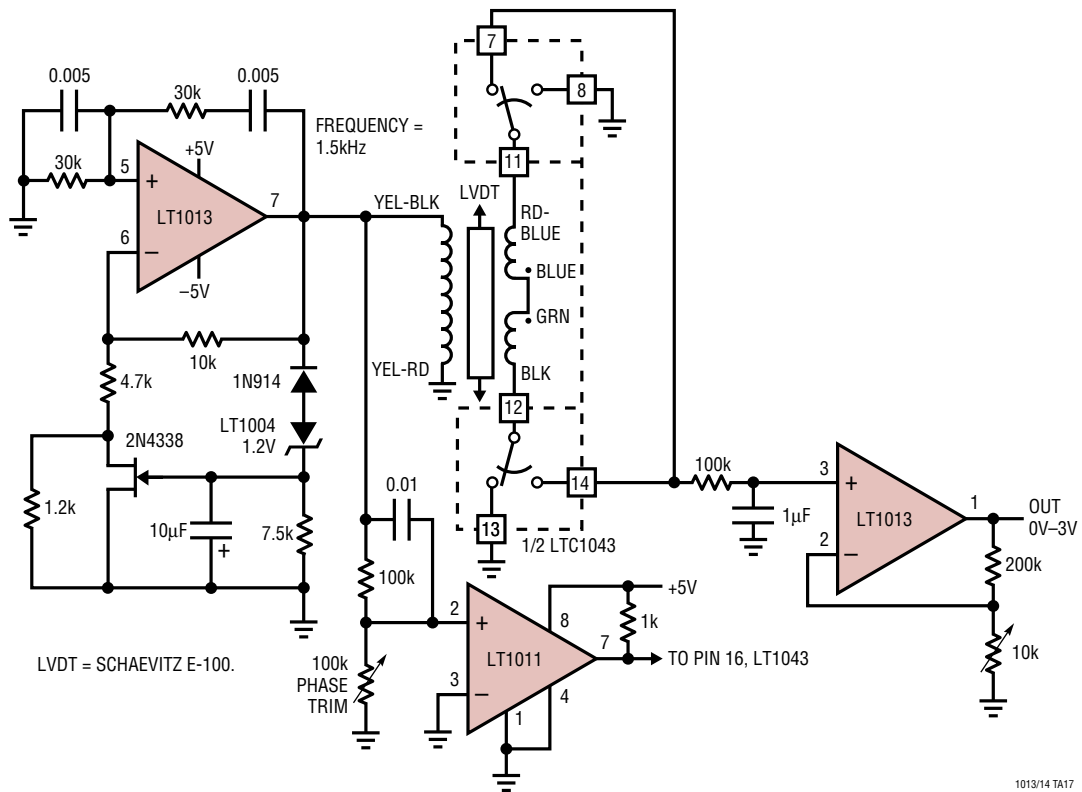 0.005
30k
0.005
FREQUENCY =
1.5kHz
30k
5
+5V
+
LT1013
7
6
–
–5V
10k
4.7k
1N914
LT1004
1.2V
2N4338
1.2k
10µF
+
7.5k
LVDT = SCHAEVITZ E-100.
YEL-BLK
YEL-RD
LVDT
7
8
11
RD-
BLUE
BLUE
GRN
BLK
12
14
13
1/2 LTC1043
0.01
100k
100k
PHASE
TRIM
2
+
3
–
LT1011
8
+5V
1k
7
TO PIN 16, LT1043
4
1
100k
1µF
3
+
2
–
LT1013
1
OUT
0V–3V
200k
10k
1013/14 TA17